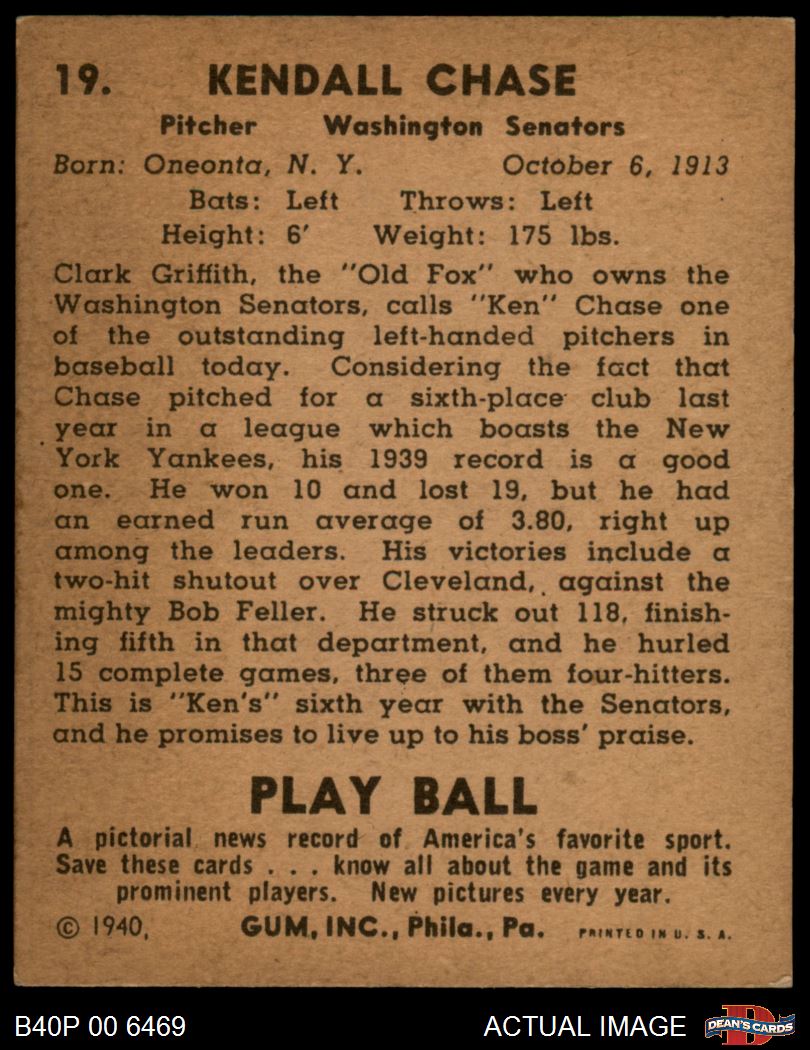 19. KENDALL CHASE
Pitcher Washington Senators
Born: Oneonta, N. Y. October 6, 1913
Bats: Left Throws: Left
Height: 6' Weight: 175 lbs.
Clark Griffith, the "Old Fox" who owns the
Washington Senators, calls "Ken" Chase one
of the outstanding left-handed pitchers in
baseball today. Considering the fact that
Chase pitched for a sixth-place club last
year in a league which boasts the New
York Yankees, his 1939 record is a good
one. He won 10 and lost 19, but he had
an earned run average of 3.80, right up
among the leaders. His victories include a
two-hit shutout over Cleveland, against the
mighty Bob Feller. He struck out 118, finish-
ing fifth in that department, and he hurled
15 complete games, three of them four-hitters.
This is "Ken's" sixth year with the Senators,
and he promises to live up to his boss' praise.
PLAY BALL
A pictorial news record of America's favorite sport.
Save these cards . . . know all about the game and its
prominent players. New pictures every year.
© 1940, GUM, INC., Phila., Pa. PRINTED IN U. S. A.
B40P 00 6469 ACTUAL IMAGE D DEAN'S CARDS